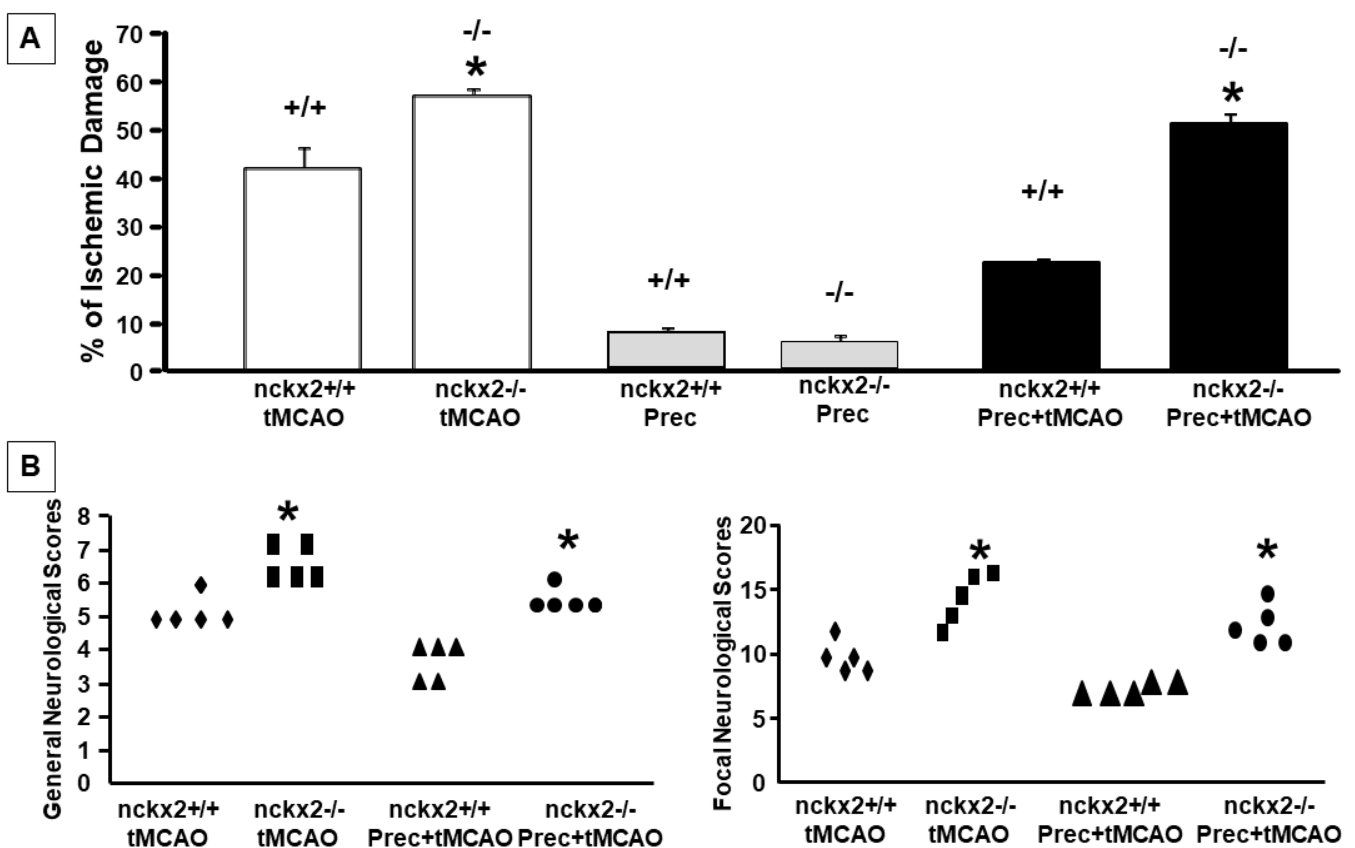 A
% of Ischemic Damage
70
60
50
40
30
20
10
0
+/+
-/-
*
+/+
-/-
+/+
-/-
*
nckx2+/+
tMCAO
nckx2-/-
tMCAO
nckx2+/+
Prec
nckx2-/-
Prec
nckx2+/+
Prec+tMCAO
nckx2-/-
Prec+tMCAO
B
General Neurological Scores
8
7
6
5
4
3
2
1
0
*
*
nckx2+/+
tMCAO
nckx2-/-
tMCAO
nckx2+/+
Prec+tMCAO
nckx2-/-
Prec+tMCAO
Focal Neurological Scores
20
15
10
5
0
*
*
nckx2+/+
tMCAO
nckx2-/-
tMCAO
nckx2+/+
Prec+tMCAO
nckx2-/-
Prec+tMCAO